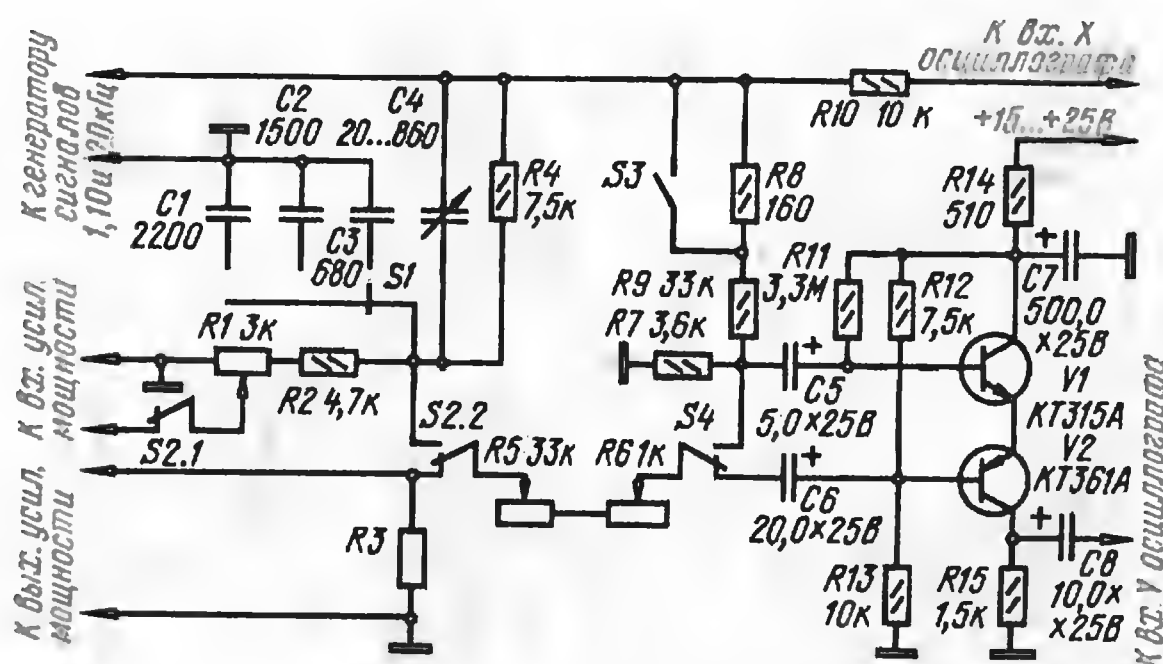 К генератору
сигналов
1, 10 и 20кГц
C1
2200
C2
1500
C3
680
C4
20...860
R4
7,5к
S1
S3
R8
160
R10 10 к
К вх. X
осциллографа
+15...+25В
R14
510
C7
500,0
×25В
R9 33к
R7 3,6к
R11
3,3М
R12
7,5к
C5
5,0×25В
V1
КТ315А
V2
КТ361А
К вх. усил.
мощности
R1 3к
R2 4,7к
S2.1
S2.2
R5 33к
R6 1к
S4
C6
20,0×25В
К вых. усил.
мощности
R3
R13
10к
R15
1,5к
C8
10,0×
×25В
К вх. Y осциллографа